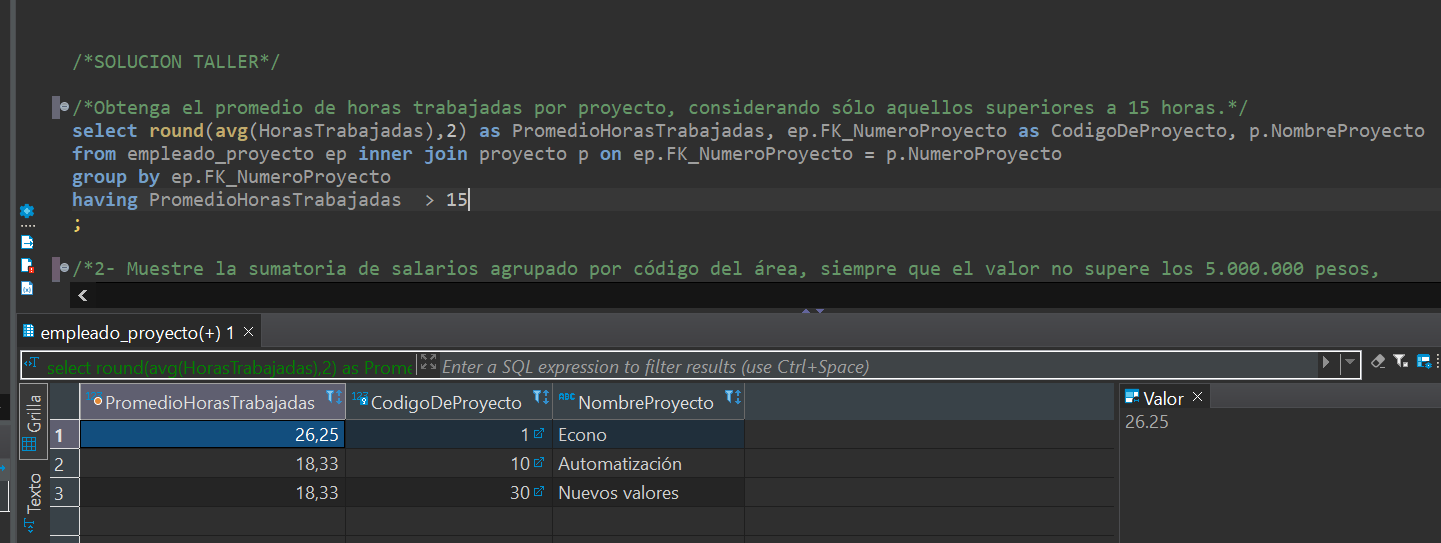 /*SOLUCION TALLER*/
/*Obtenga el promedio de horas trabajadas por proyecto, considerando sólo aquellos superiores a 15 horas.*/
select round(avg(HorasTrabajadas),2) as PromedioHorasTrabajadas, ep.FK_NumeroProyecto as CodigoDeProyecto, p.NombreProyecto
from empleado_proyecto ep inner join proyecto p on ep.FK_NumeroProyecto = p.NumeroProyecto
group by ep.FK_NumeroProyecto
having PromedioHorasTrabajadas  > 15
;
/*2- Muestre la sumatoria de salarios agrupado por código del área, siempre que el valor no supere los 5.000.000 pesos,
empleado_proyecto(+) 1
select round(avg(HorasTrabajadas),2) as Prome Enter a SQL expression to filter results (use Ctrl+Space)
Grilla
Texto
PromedioHorasTrabajadas 123 CodigoDeProyecto ABC NombreProyecto
1 26,25 1 Econo
2 18,33 10 Automatización
3 18,33 30 Nuevos valores
Valor
26.25